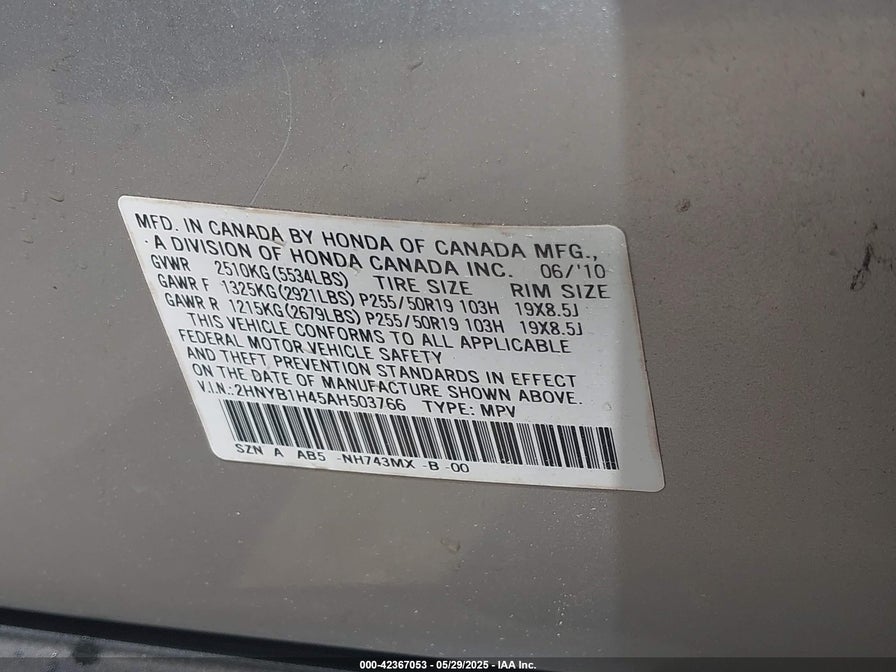 MFD. IN CANADA BY HONDA OF CANADA MFG.,
A DIVISION OF HONDA CANADA INC. 06/'10
GVWR 2510KG(5534LBS) TIRE SIZE RIM SIZE
GAWR F 1325KG(2921LBS) P255/50R19 103H 19X8.5J
GAWR R 1215KG(2679LBS) P255/50R19 103H 19X8.5J
THIS VEHICLE CONFORMS TO ALL APPLICABLE
FEDERAL MOTOR VEHICLE SAFETY
AND THEFT PREVENTION STANDARDS IN EFFECT
ON THE DATE OF MANUFACTURE SHOWN ABOVE.
V.I.N.:2HNYB1H45AH503766 TYPE: MPV
SZN A AB5 -NH743MX -B -00
000-42367053 - 05/29/2025 - IAA Inc.